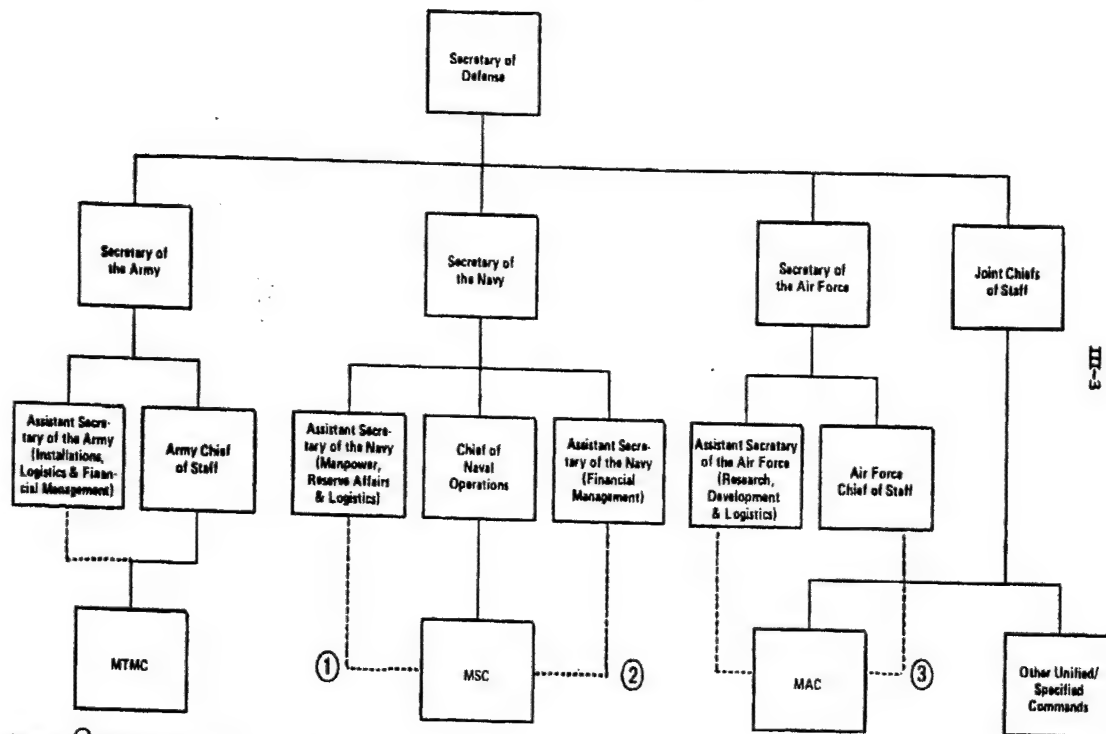 Secretary of
Defense
Secretary of
the Army
Secretary of
the Navy
Secretary of
the Air Force
Joint Chiefs
of Staff
III-3
Assistant Secre-
tary of the Army
(Installations,
Logistics & Finan-
cial Management)
Army Chief
of Staff
Assistant Secre-
tary of the Navy
(Manpower,
Reserve Affairs
& Logistics)
Chief of
Naval
Operations
Assistant Secre-
tary of the Navy
(Financial
Management)
Assistant Secretary
of the Air Force
(Research,
Development
& Logistics)
Air Force
Chief of Staff
MTMC
1
MSC
2
MAC
3
Other Unified/
Specified
Commands